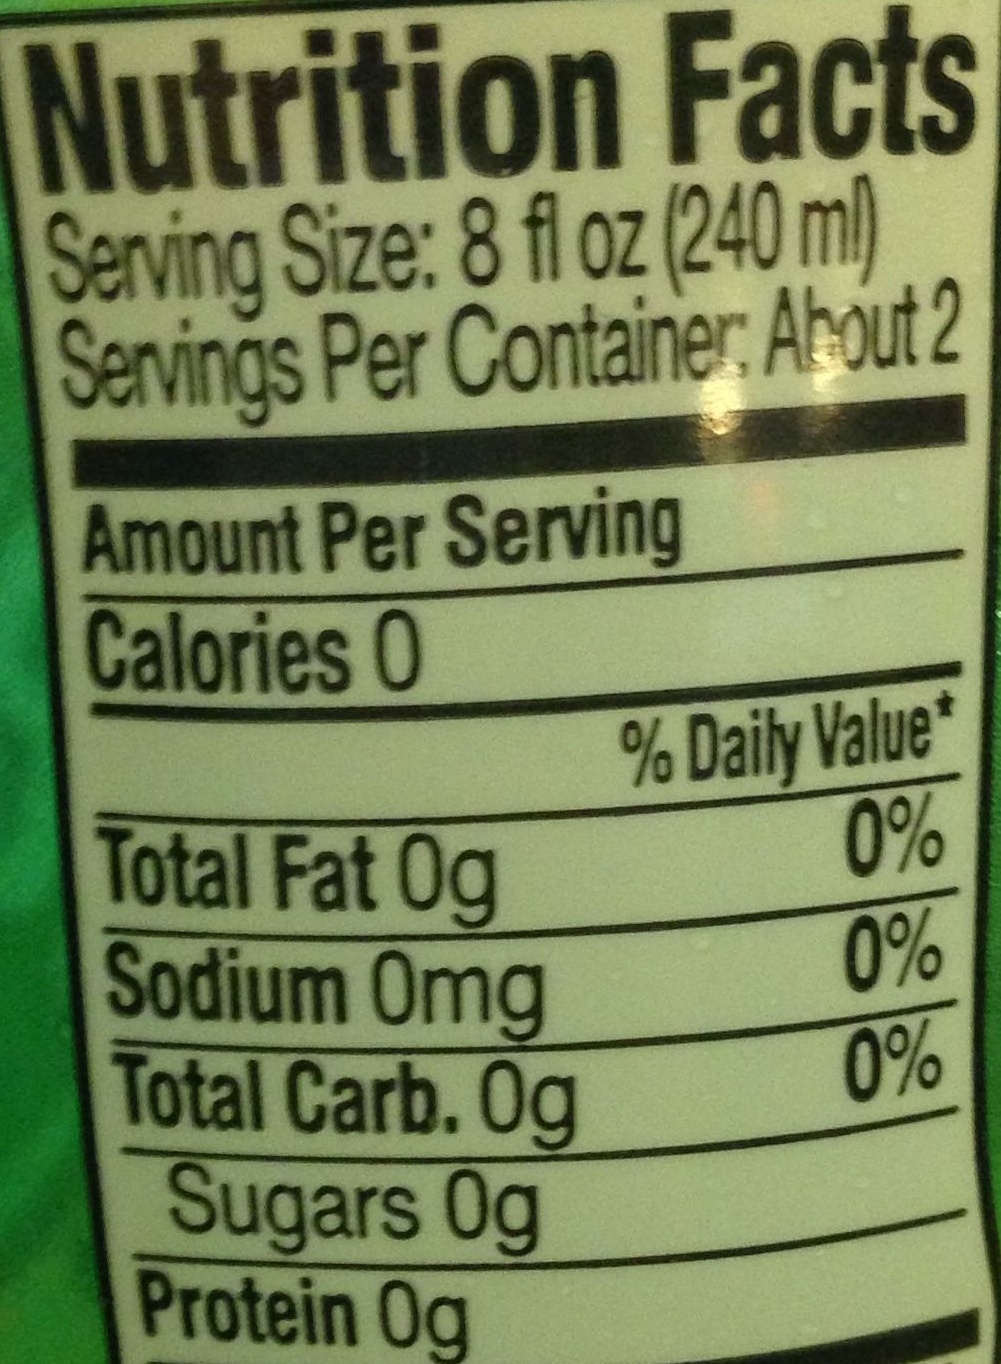 Nutrition Facts
Serving Size: 8 fl oz (240 ml)
Servings Per Container: About 2
Amount Per Serving
Calories 0
% Daily Value*
Total Fat 0g 0%
Sodium 0mg 0%
Total Carb. 0g 0%
Sugars 0g
Protein 0g